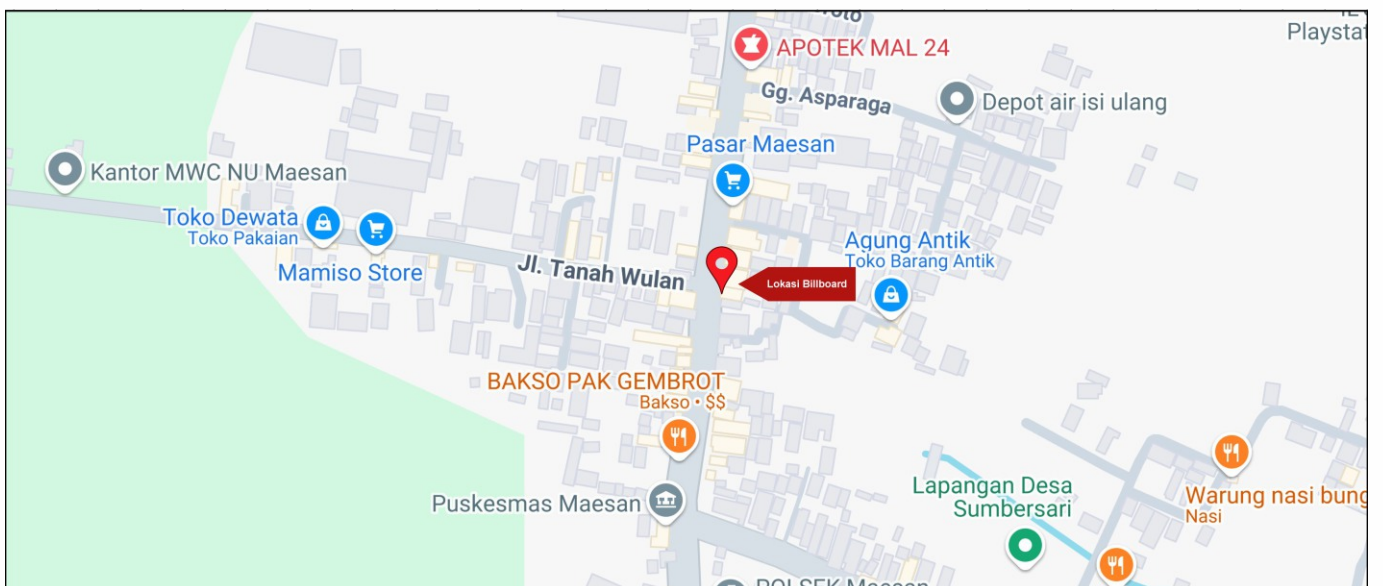 Playstat
APOTEK MAL 24
Gg. Asparaga
Depot air isi ulang
Pasar Maesan
Kantor MWC NU Maesan
Toko Dewata
Toko Pakaian
Mamiso Store
Jl. Tanah Wulan
Lokasi Billboard
Agung Antik
Toko Barang Antik
BAKSO PAK GEMBROT
Bakso • $$
Puskesmas Maesan
Lapangan Desa
Sumbersari
Warung nasi bung
Nasi
POLSEK Maesan